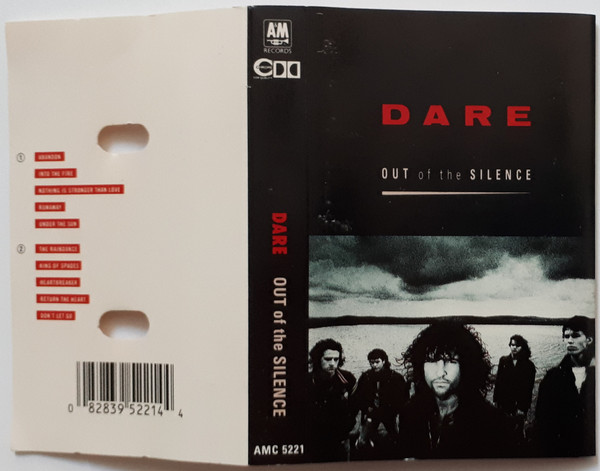 ①
ABANDON
INTO THE FIRE
NOTHING IS STRONGER THAN LOVE
RUNAWAY
UNDER THE SUN
②
THE RAINDANCE
KING OF SPADES
HEARTBREAKER
RETURN THE HEART
DON'T LET GO
0 82839 52214 4
A&M
RECORDS
DARE OUT of the SILENCE
AMC 5221
DARE
OUT of the SILENCE